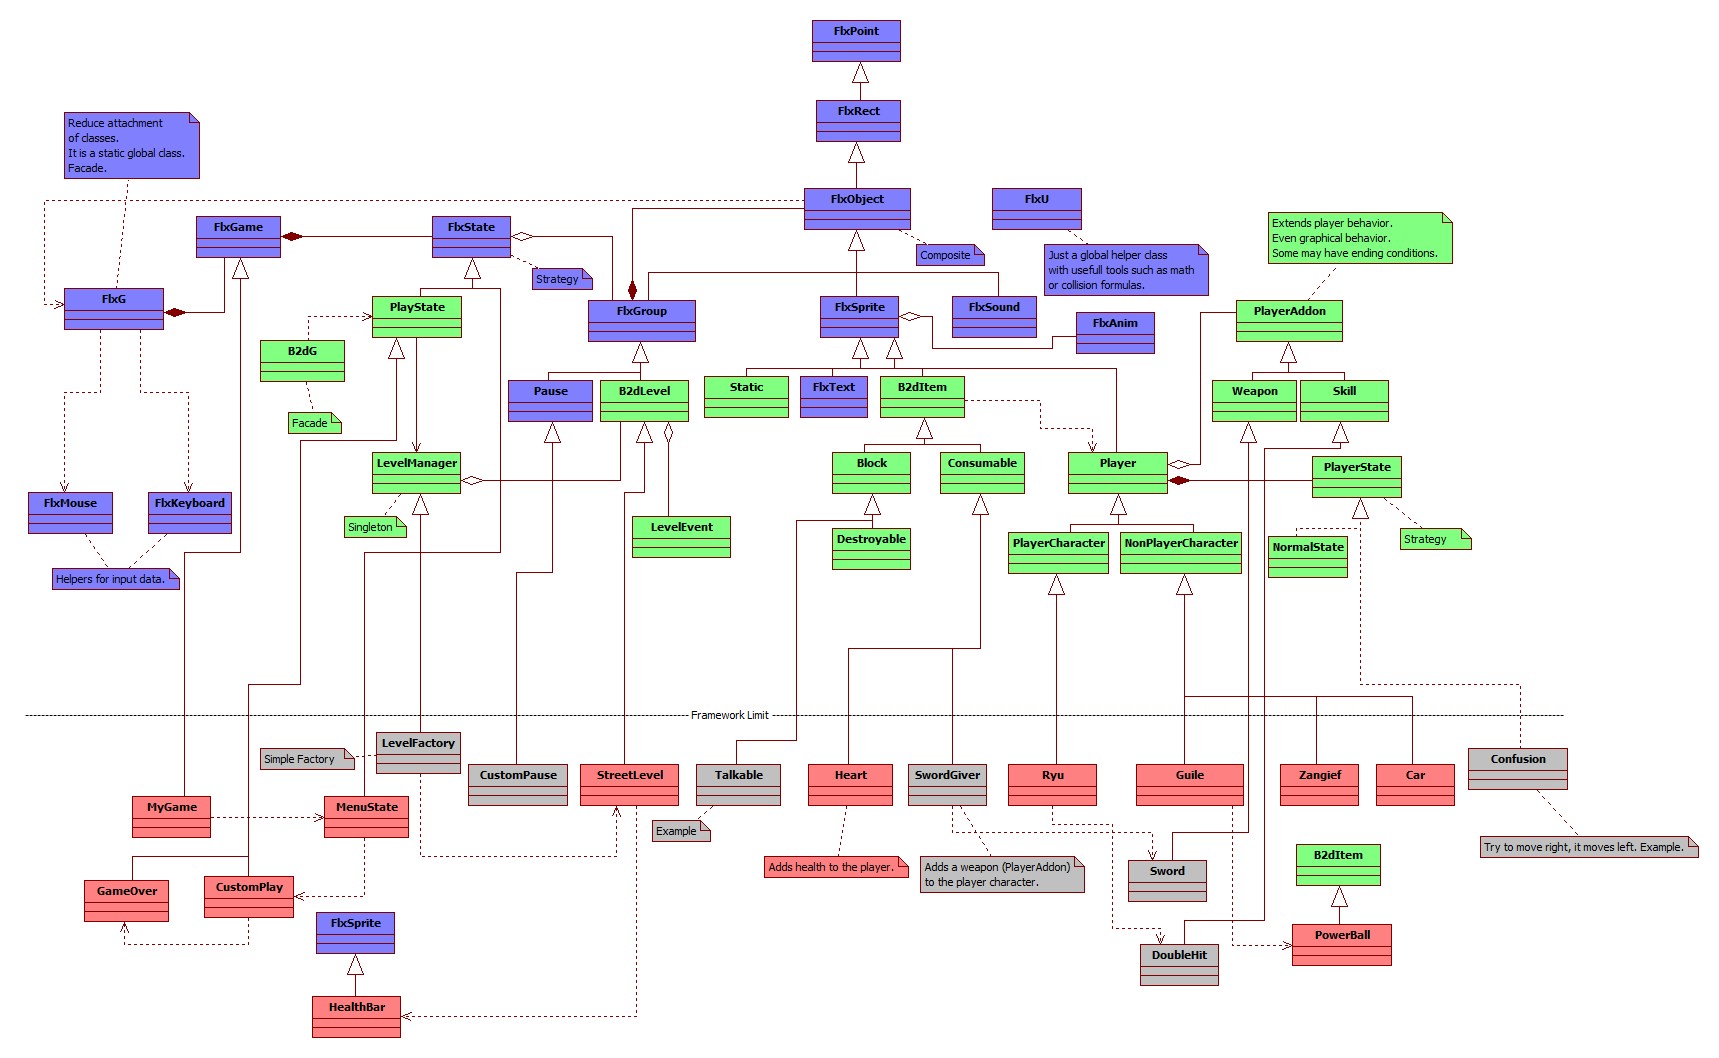 FlxPoint
FlxRect
Reduce attachment
of classes.
It is a static global class.
Facade.
FlxObject
FlxU
FlxGame
FlxState
Extends player behavior.
Even graphical behavior.
Some may have ending conditions.
Composite
Just a global helper class
with usefull tools such as math
or collision formulas.
Strategy
FlxG
PlayState
FlxGroup
FlxSprite
FlxSound
FlxAnim
PlayerAddon
B2dG
Pause
B2dLevel
Static
FlxText
B2dItem
Weapon
Skill
Facade
LevelManager
Block
Consumable
Player
PlayerState
FlxMouse
FlxKeyboard
Singleton
LevelEvent
Destroyable
PlayerCharacter
NonPlayerCharacter
NormalState
Strategy
Helpers for input data.
Framework Limit
LevelFactory
Simple Factory
CustomPause
StreetLevel
Talkable
Heart
SwordGiver
Ryu
Guile
Zangief
Car
Confusion
MyGame
MenuState
Example
Try to move right, it moves left. Example.
Adds health to the player.
Adds a weapon (PlayerAddon)
to the player character.
Sword
B2dItem
GameOver
CustomPlay
FlxSprite
DoubleHit
PowerBall
HealthBar